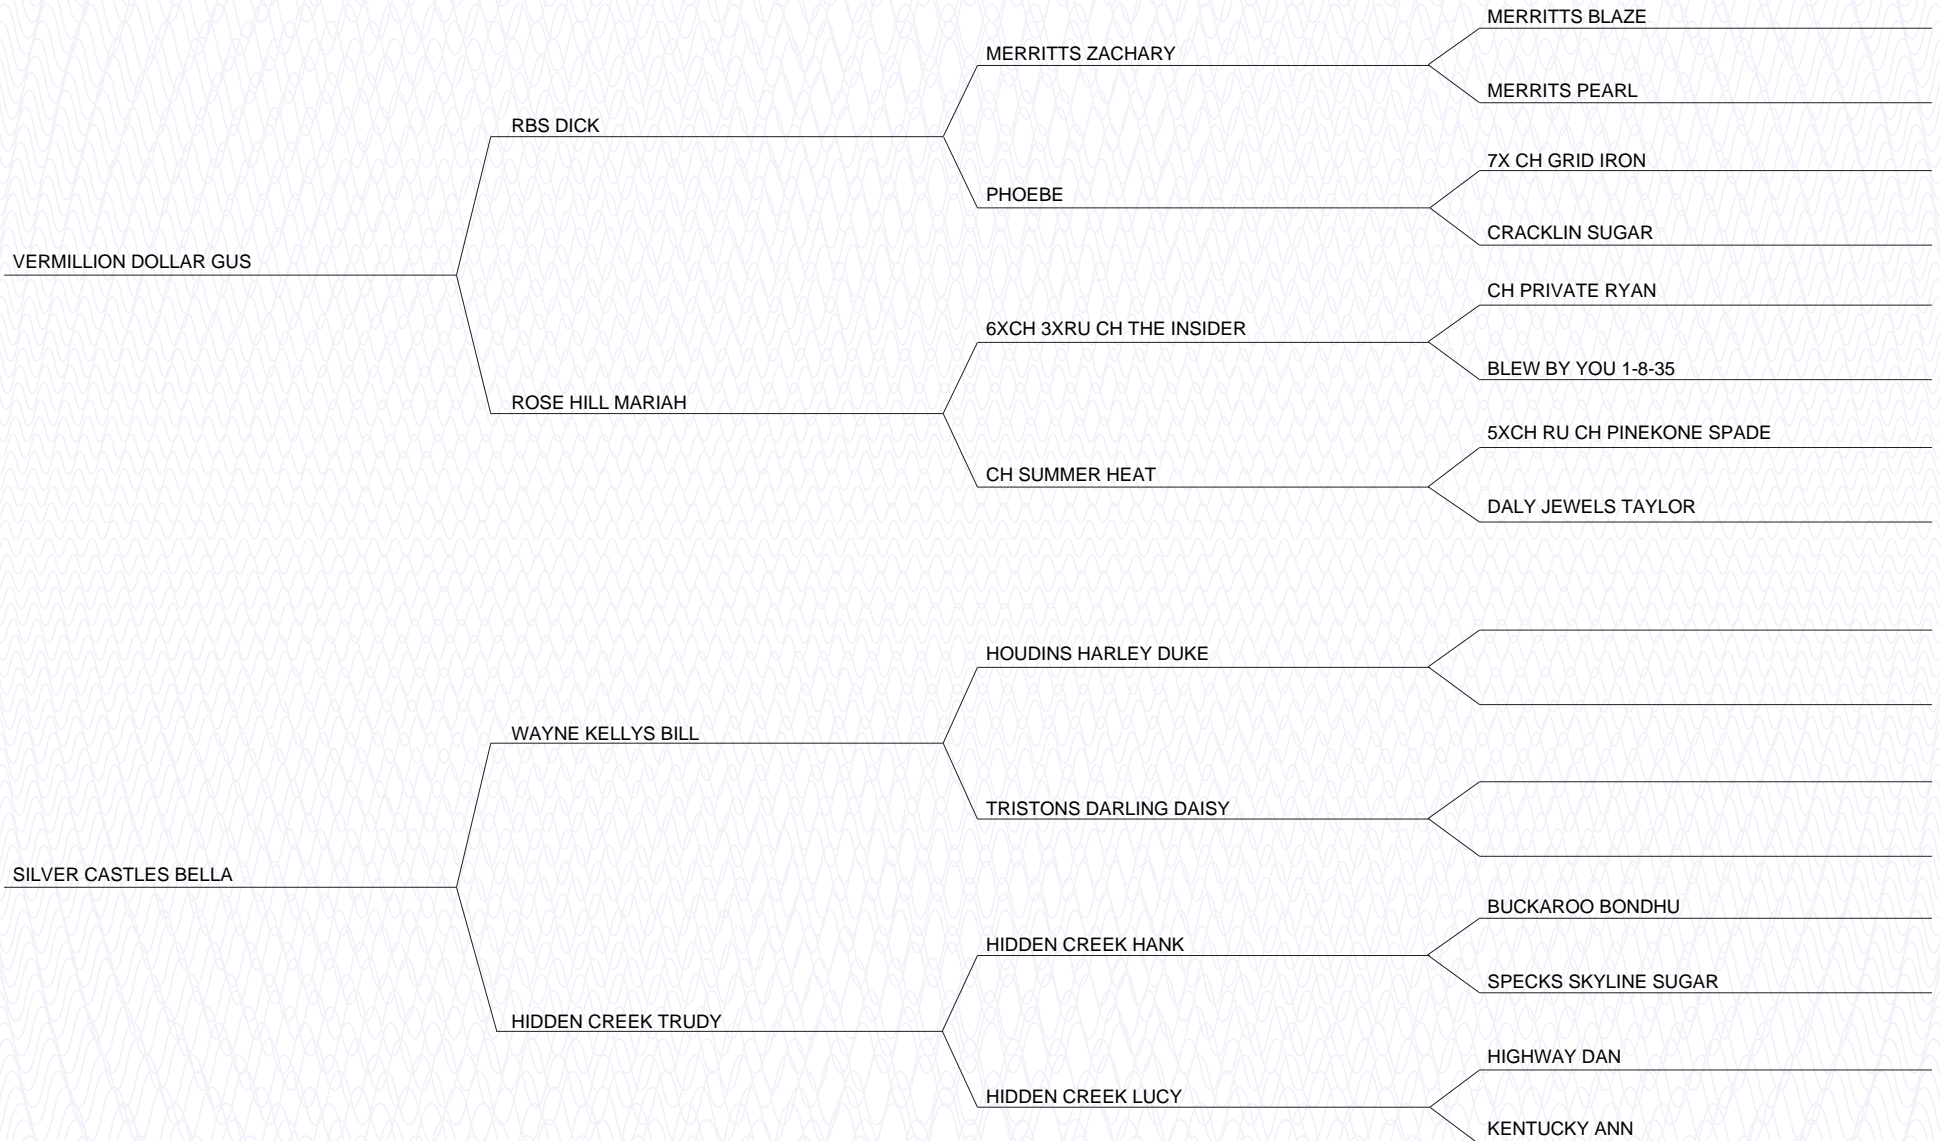 MERRITTS BLAZE
MERRITTS ZACHARY
MERRITS PEARL
RBS DICK
7X CH GRID IRON
PHOEBE
CRACKLIN SUGAR
VERMILLION DOLLAR GUS
CH PRIVATE RYAN
6XCH 3XRU CH THE INSIDER
BLEW BY YOU 1-8-35
ROSE HILL MARIAH
5XCH RU CH PINEKONE SPADE
CH SUMMER HEAT
DALY JEWELS TAYLOR
HOUDINS HARLEY DUKE
WAYNE KELLYS BILL
TRISTONS DARLING DAISY
SILVER CASTLES BELLA
BUCKAROO BONDHU
HIDDEN CREEK HANK
SPECKS SKYLINE SUGAR
HIDDEN CREEK TRUDY
HIGHWAY DAN
HIDDEN CREEK LUCY
KENTUCKY ANN